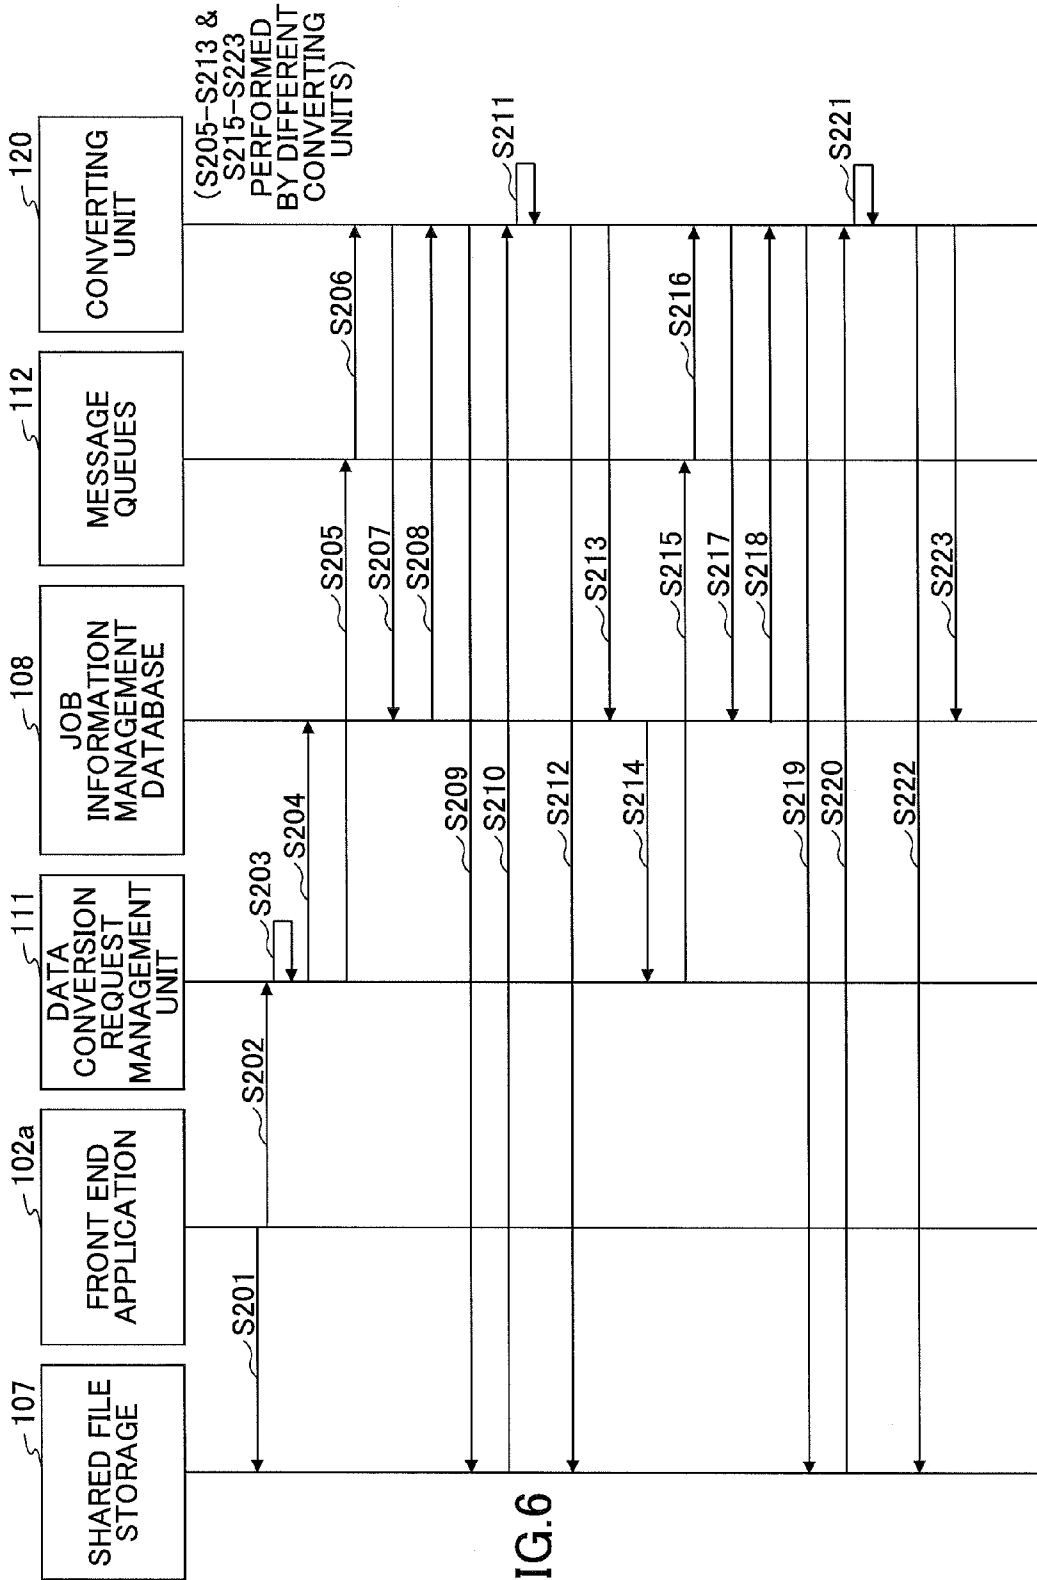 IG.6
107
SHARED FILE
STORAGE
102a
FRONT END
APPLICATION
111
DATA
CONVERSION
REQUEST
MANAGEMENT
UNIT
108
JOB
INFORMATION
MANAGEMENT
DATABASE
112
MESSAGE
QUEUES
120
CONVERTING
UNIT
(S205-S213 &
S215-S223
PERFORMED
BY DIFFERENT
CONVERTING
UNITS)
S201
S202
S203
S204
S205
S206
S207
S208
S209
S210
S211
S212
S213
S214
S215
S216
S217
S218
S219
S220
S221
S222
S223